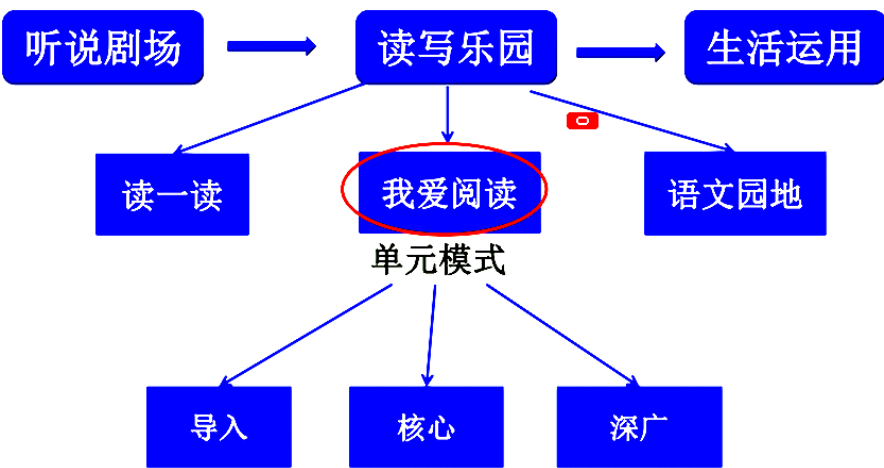 听说剧场
读写乐园
生活运用
读一读
我爱阅读
语文园地
单元模式
导入
核心
深广